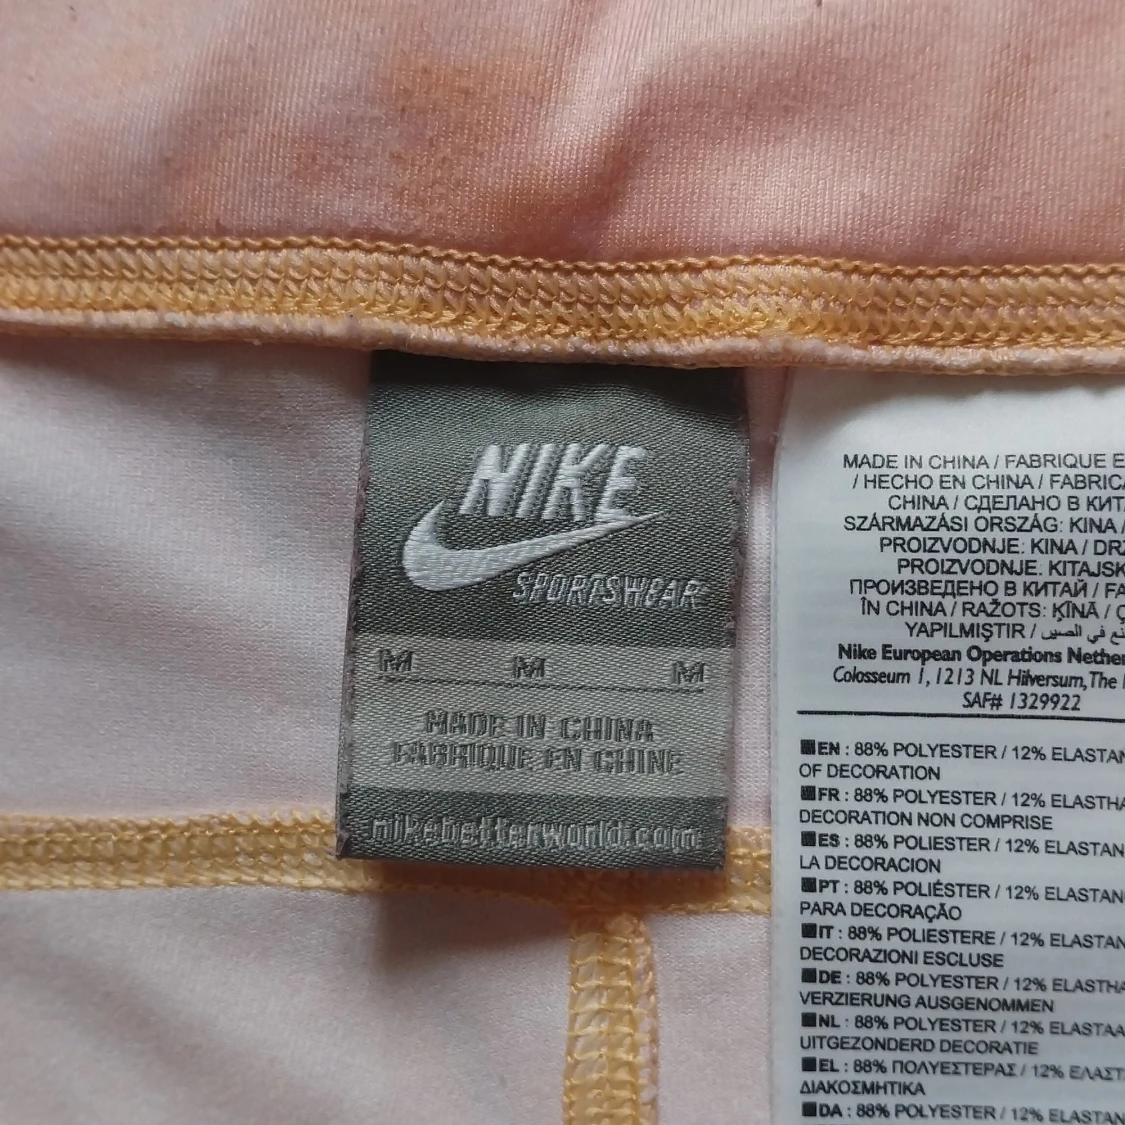 NIKE
SPORTSWEAR
M M M
MADE IN CHINA
FABRIQUE EN CHINE
nikebetterworld.com
MADE IN CHINA / FABRIQUE E
/ HECHO EN CHINA / FABRICA
CHINA / СДЕЛАНО В КИТ
SZÁRMAZÁSI ORSZÁG: KINA /
PROIZVODNJE: KINA / DRŽ
PROIZVODNJE: KITAJSK
ПРОИЗВЕДЕНО В КИТАЙ / FA
ÎN CHINA / RAŽOTS: ĶĪNĀ / Ç
YAPILMIŞTIR / صنع في الصين
Nike European Operations Nether
Colosseum 1, 1213 NL Hilversum, The
SAF# 1329922
EN : 88% POLYESTER / 12% ELASTAN
OF DECORATION
FR : 88% POLYESTER / 12% ELASTHA
DECORATION NON COMPRISE
ES : 88% POLIESTER / 12% ELASTAN
LA DECORACION
PT : 88% POLIÉSTER / 12% ELASTAN
PARA DECORAÇÃO
IT : 88% POLIESTERE / 12% ELASTAN
DECORAZIONI ESCLUSE
DE : 88% POLYESTER / 12% ELASTHA
VERZIERUNG AUSGENOMMEN
NL : 88% POLYESTER / 12% ELASTAA
UITGEZONDERD DECORATIE
EL : 88% ΠΟΛΥΕΣΤΕΡΑΣ / 12% ΕΛΑΣΤ
ΔΙΑΚΟΣΜΗΤΙΚΑ
DA : 88% POLYESTER / 12% ELASTAN